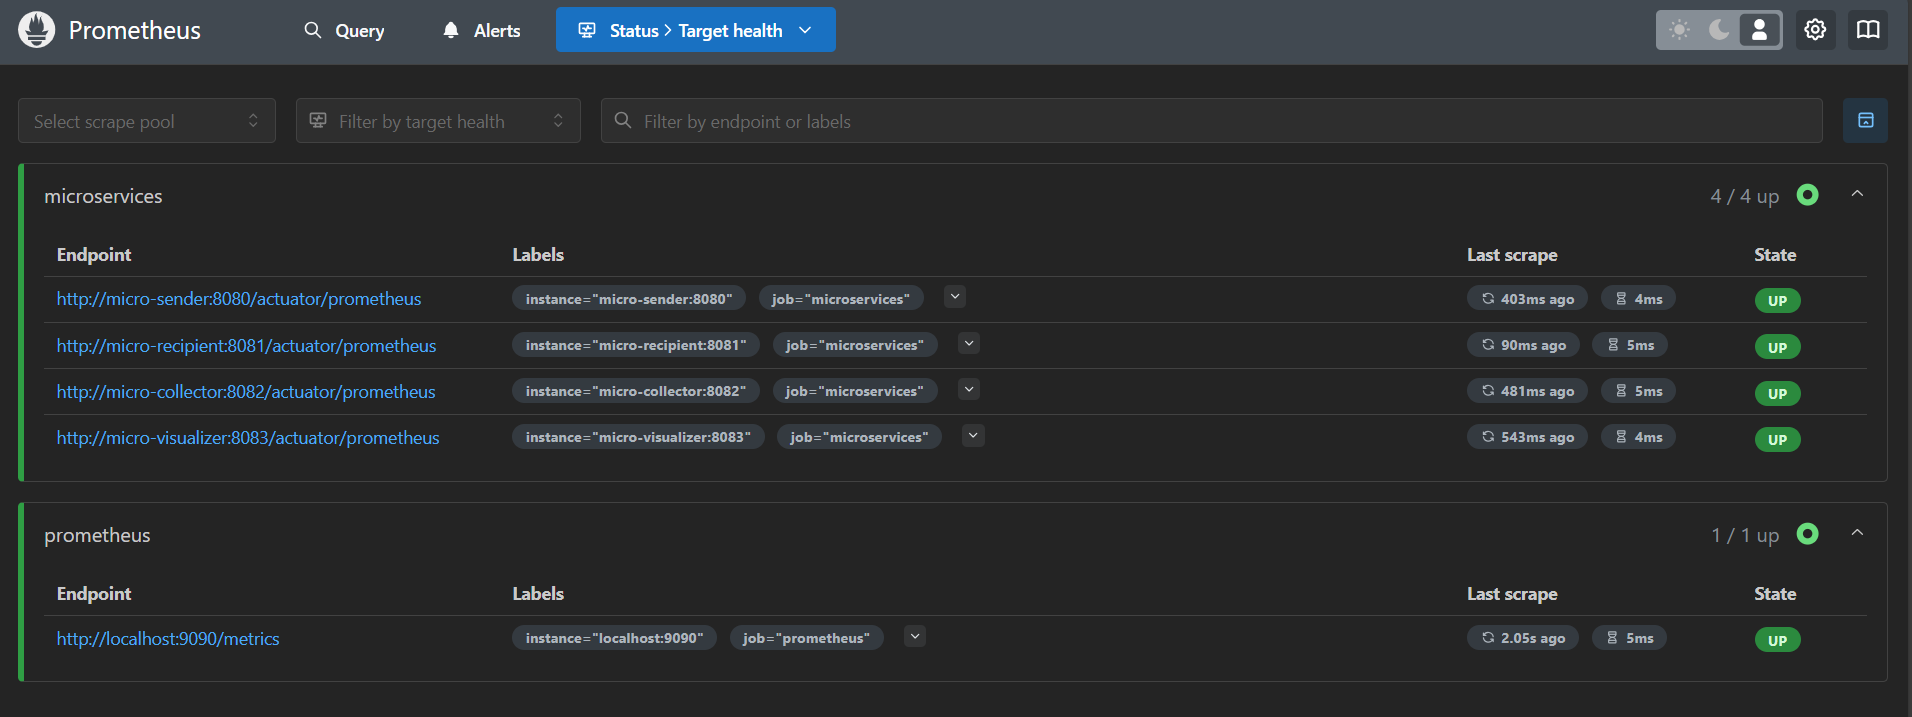 Prometheus Query Alerts Status > Target health
Select scrape pool Filter by target health Filter by endpoint or labels
microservices 4 / 4 up
Endpoint Labels Last scrape State
http://micro-sender:8080/actuator/prometheus instance="micro-sender:8080" job="microservices" 403ms ago 4ms UP
http://micro-recipient:8081/actuator/prometheus instance="micro-recipient:8081" job="microservices" 90ms ago 5ms UP
http://micro-collector:8082/actuator/prometheus instance="micro-collector:8082" job="microservices" 481ms ago 5ms UP
http://micro-visualizer:8083/actuator/prometheus instance="micro-visualizer:8083" job="microservices" 543ms ago 4ms UP
prometheus 1 / 1 up
Endpoint Labels Last scrape State
http://localhost:9090/metrics instance="localhost:9090" job="prometheus" 2.05s ago 5ms UP